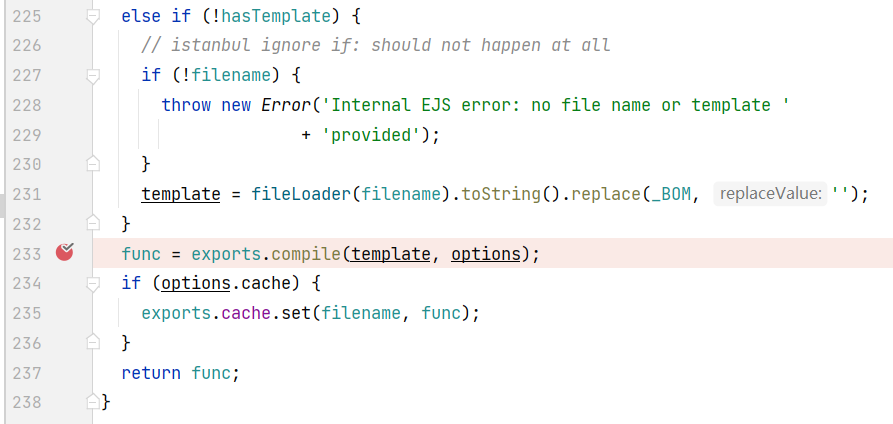 225 else if (!hasTemplate) {
226 // istanbul ignore if: should not happen at all
227 if (!filename) {
228 throw new Error('Internal EJS error: no file name or template '
229 + 'provided');
230 }
231 template = fileLoader(filename).toString().replace(_BOM, replaceValue: '');
232 }
233 func = exports.compile(template, options);
234 if (options.cache) {
235 exports.cache.set(filename, func);
236 }
237 return func;
238 }